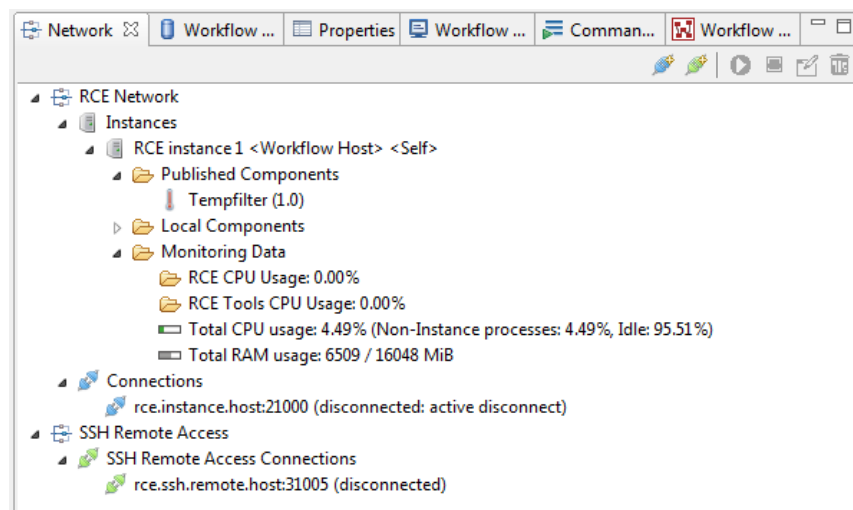 Network Workflow ... Properties Workflow ... Comman... Workflow ...
RCE Network
Instances
RCE instance 1 <Workflow Host> <Self>
Published Components
Tempfilter (1.0)
Local Components
Monitoring Data
RCE CPU Usage: 0.00%
RCE Tools CPU Usage: 0.00%
Total CPU usage: 4.49% (Non-Instance processes: 4.49%, Idle: 95.51%)
Total RAM usage: 6509 / 16048 MiB
Connections
rce.instance.host:21000 (disconnected: active disconnect)
SSH Remote Access
SSH Remote Access Connections
rce.ssh.remote.host:31005 (disconnected)